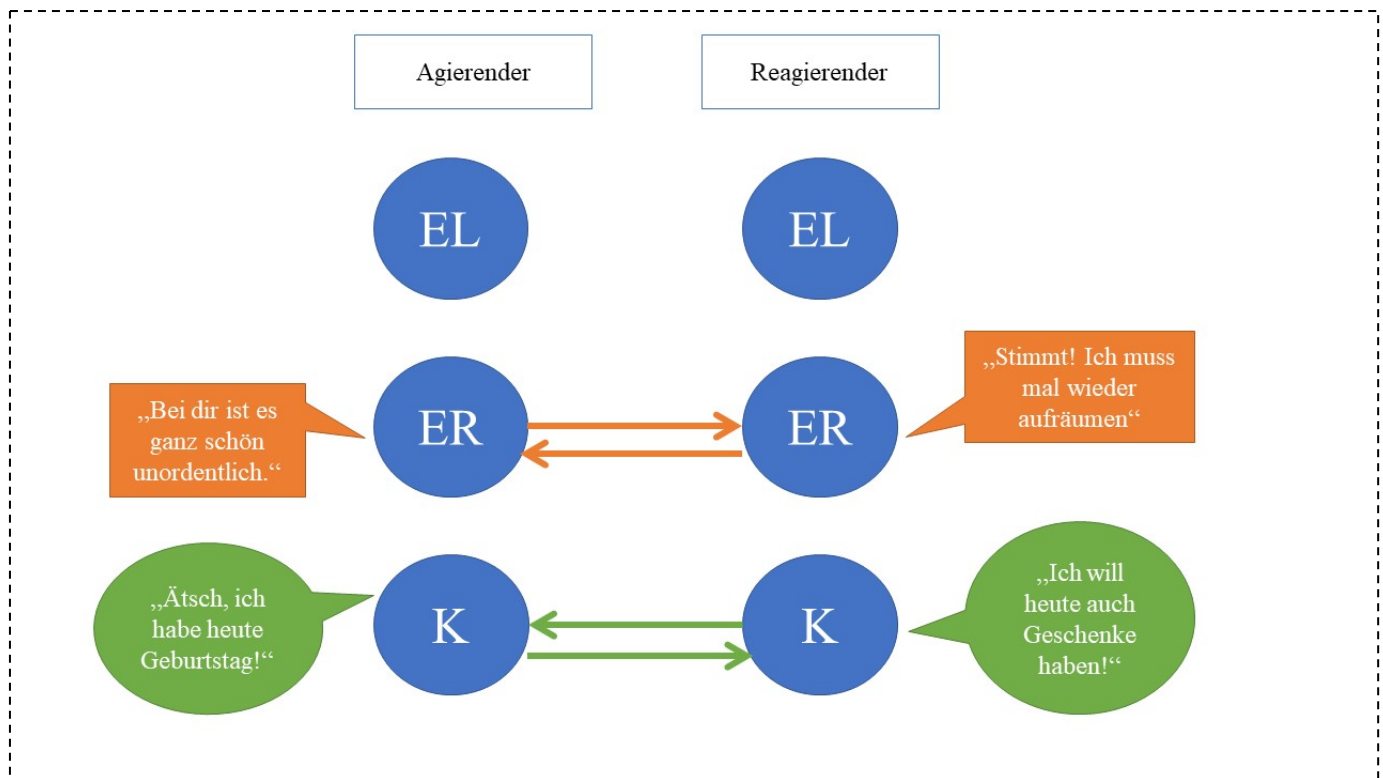 Agierender
Reagierender
EL
EL
„Stimmt! Ich muss
mal wieder
aufräumen“
„Bei dir ist es
ganz schön
unordentlich.“
ER
ER
„Ätsch, ich
habe heute
Geburtstag!“
K
K
„Ich will
heute auch
Geschenke
haben!“